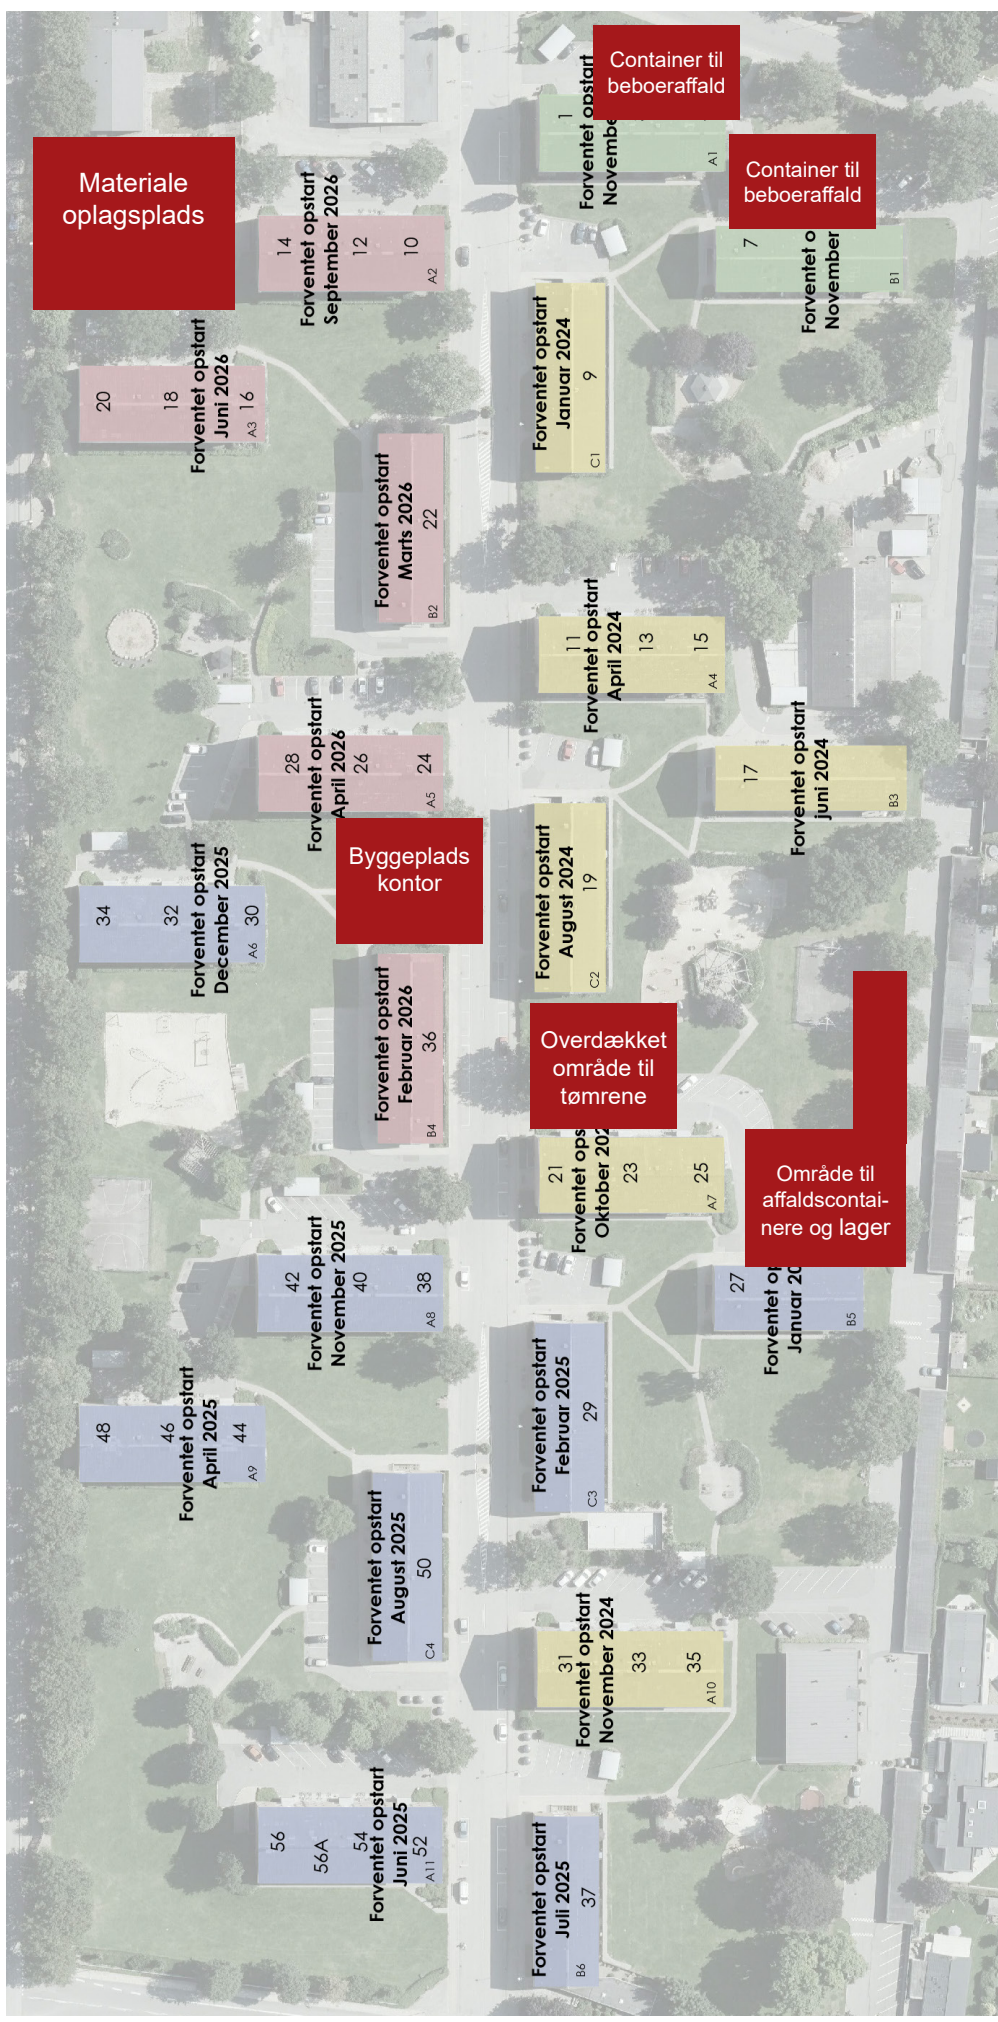 Container til
beboeraffald
1
Forventet opstart
A1
Container til
beboeraffald
7
B1
Materiale
oplagsplads
14
12
10
Forventet opstart
September 2026
A2
20
18
16
Forventet opstart
Juni 2026
A3
Forventet opstart
Januar 2024
9
C1
Forventet opstart
Marts 2026
22
B2
11
13
15
Forventet opstart
April 2024
A4
28
26
24
Forventet opstart
April 2026
A5
17
Forventet opstart
juni 2024
B3
Byggeplads
kontor
34
32
30
Forventet opstart
December 2025
A6
Forventet opstart
August 2024
19
C2
Forventet opstart
Februar 2026
36
B4
Overdækket
område til
tømrene
21
23
25
Forventet ops
Oktober 202
A7
Område til
affaldscontai-
nere og lager
27
Forventet op
Januar 20
B5
42
40
38
Forventet opstart
November 2025
A8
Forventet opstart
Februar 2025
29
C3
48
46
44
Forventet opstart
April 2025
A9
Forventet opstart
August 2025
50
C4
31
33
35
Forventet opstart
November 2024
A10
56
56A
54
52
Forventet opstart
Juni 2025
A11
Forventet opstart
Juli 2025
37
B6